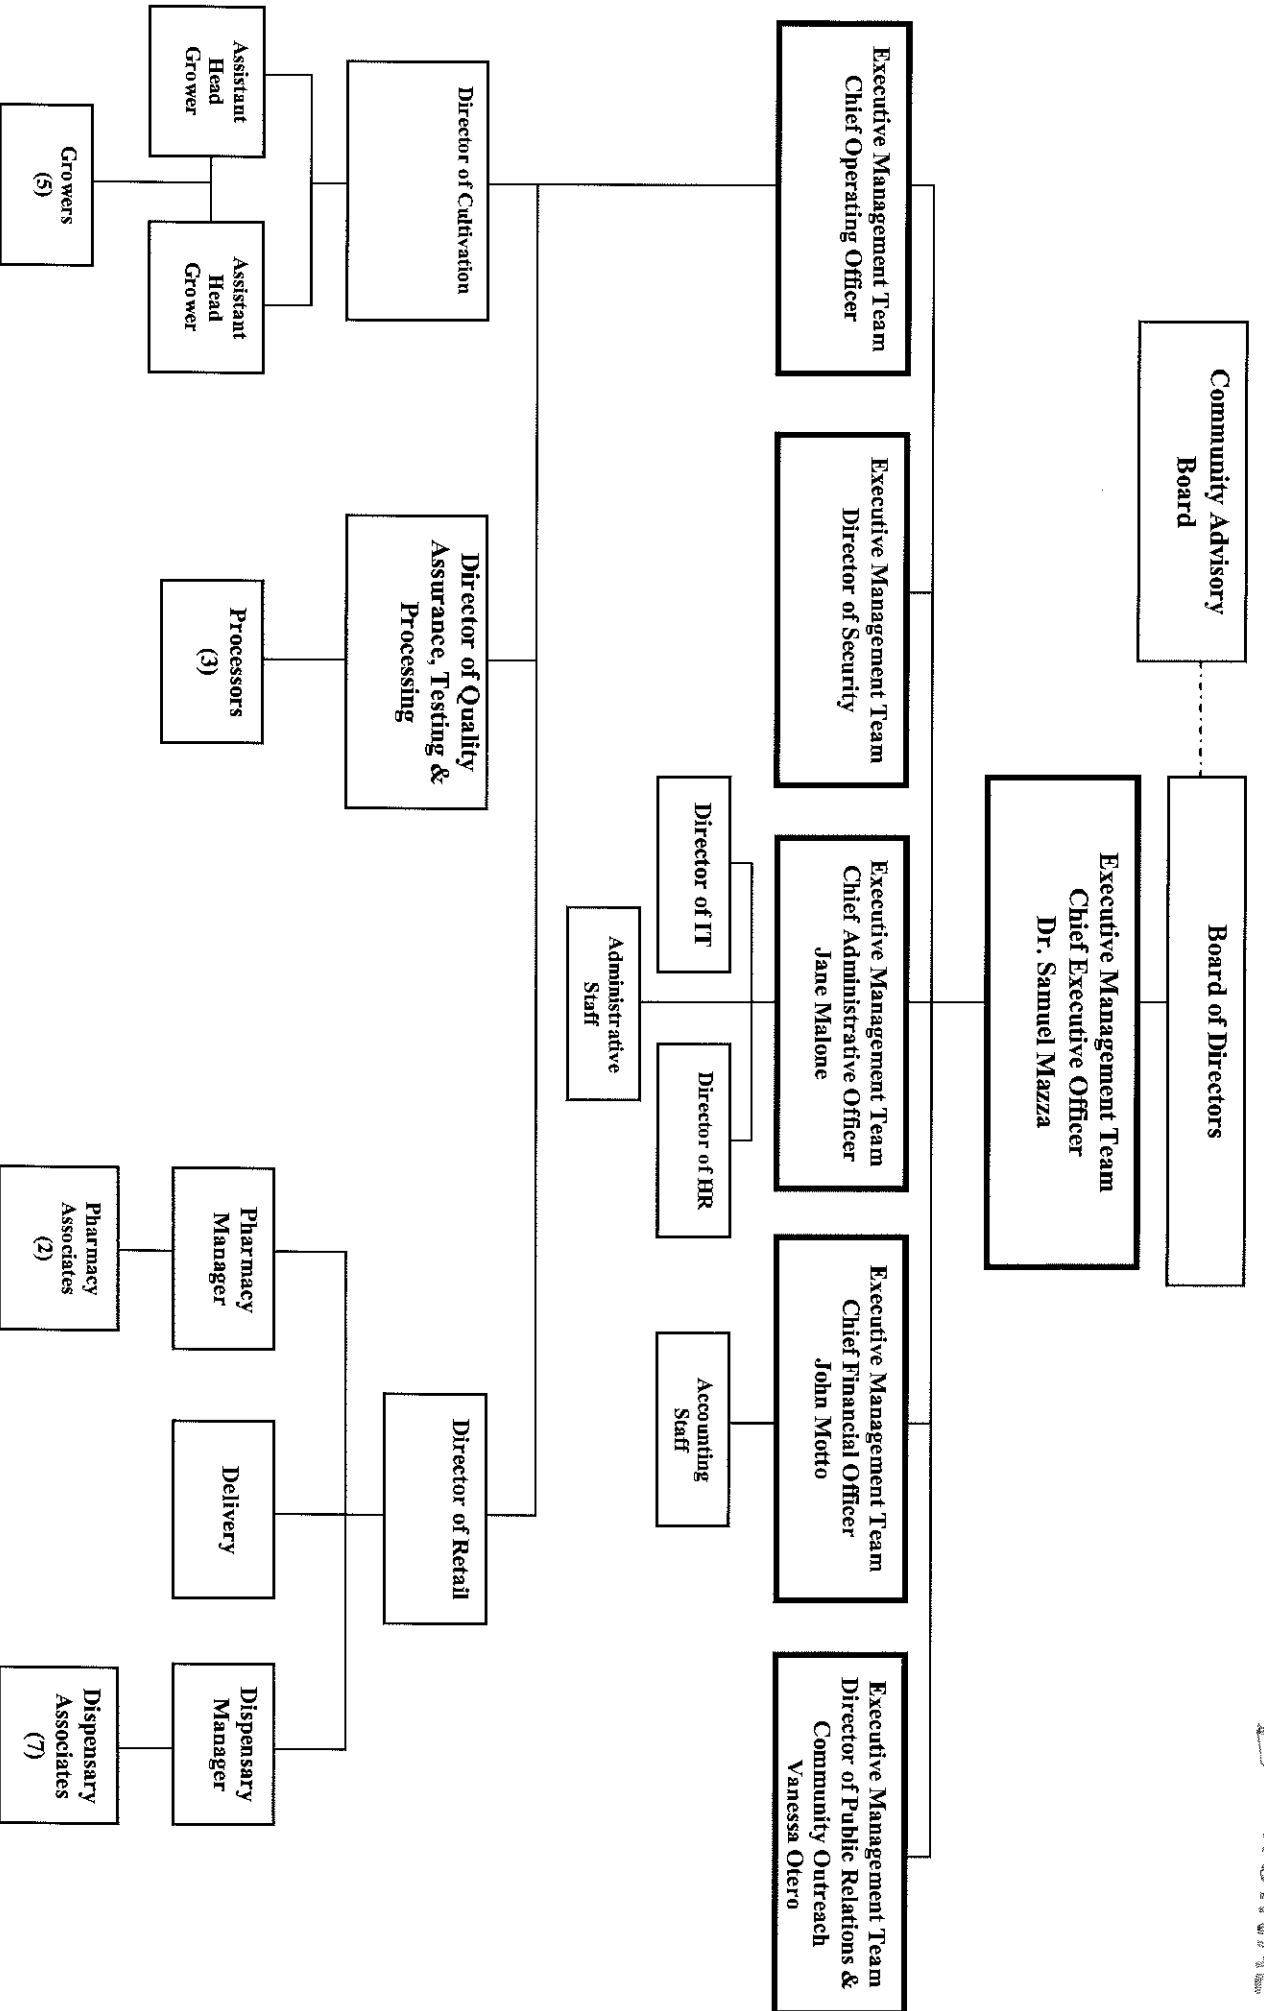 Community Advisory
Board
Board of Directors
Executive Management Team
Chief Executive Officer
Dr. Samuel Mazza
Executive Management Team
Chief Operating Officer
Executive Management Team
Director of Security
Executive Management Team
Chief Administrative Officer
Jane Malone
Executive Management Team
Chief Financial Officer
John Motto
Executive Management Team
Director of Public Relations &
Community Outreach
Vanessa Otero
Director of IT
Director of HR
Administrative
Staff
Accounting
Staff
Director of Cultivation
Director of Quality
Assurance, Testing &
Processing
Director of Retail
Assistant
Head
Grower
Assistant
Head
Grower
Growers
(5)
Processors
(3)
Pharmacy
Manager
Delivery
Dispensary
Manager
Pharmacy
Associates
(2)
Dispensary
Associates
(7)